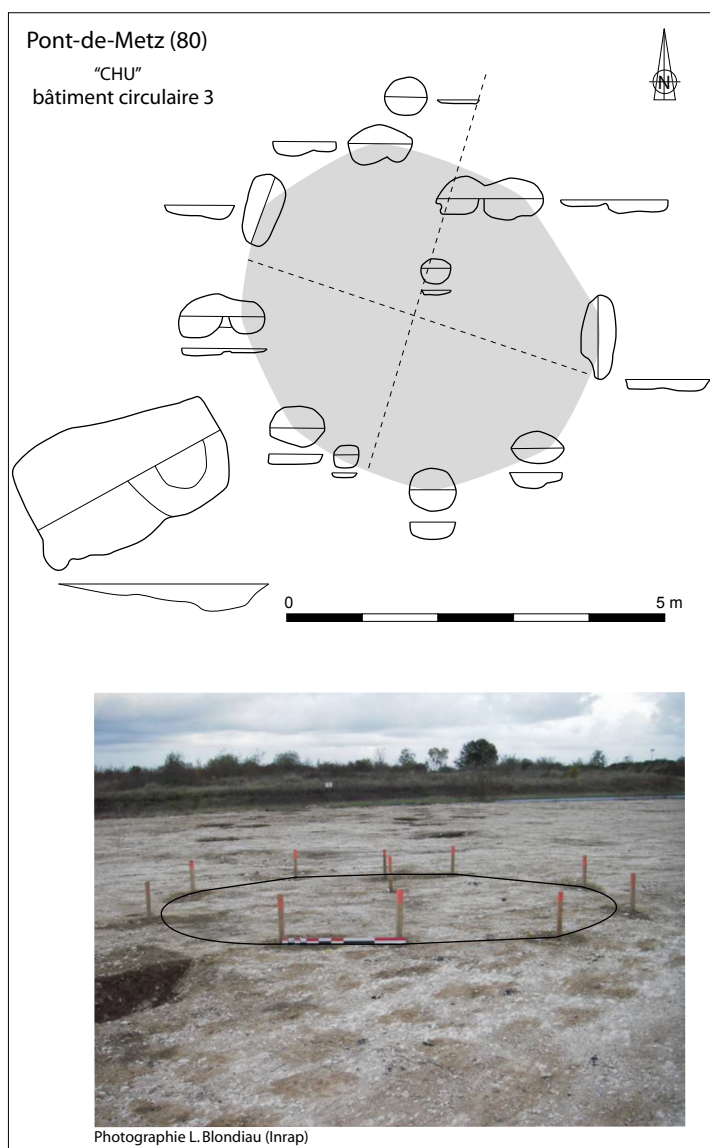 Pont-de-Metz (80)
“CHU”
bâtiment circulaire 3
N
0 5 m
Photographie L. Blondiau (Inrap)